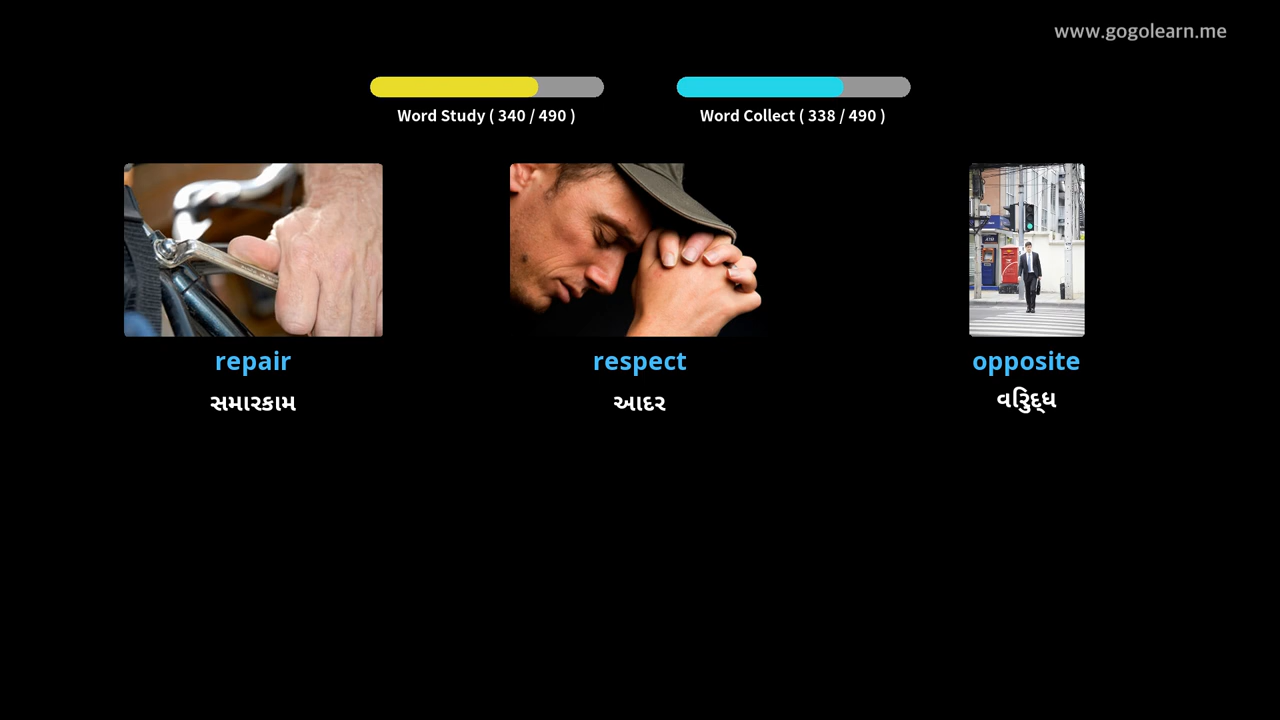 www.gogolearn.me
Word Study ( 340 / 490 )
Word Collect ( 338 / 490 )
repair
respect
opposite
સમારકામ
આદર
વિરુદ્ધ